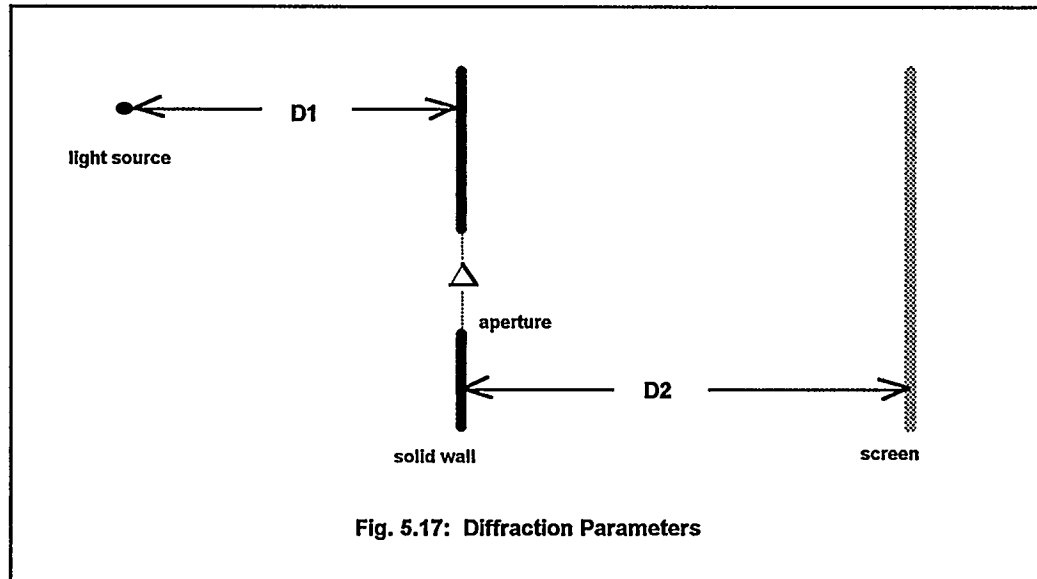 D1
light source
aperture
D2
solid wall
screen
Fig. 5.17: Diffraction Parameters